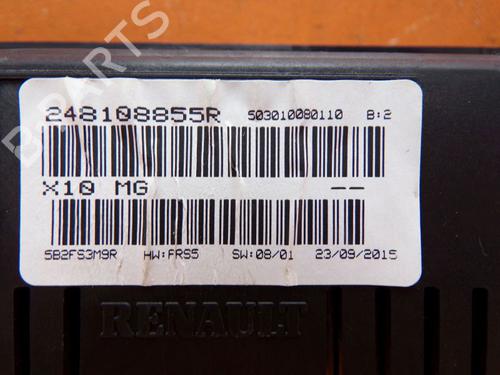 B-PARTS
248108855R 503010080110 B:2
X10 MG --
5B2FS3M9R HW:FRS5 SW:08/01 23/09/2015
RENAULT